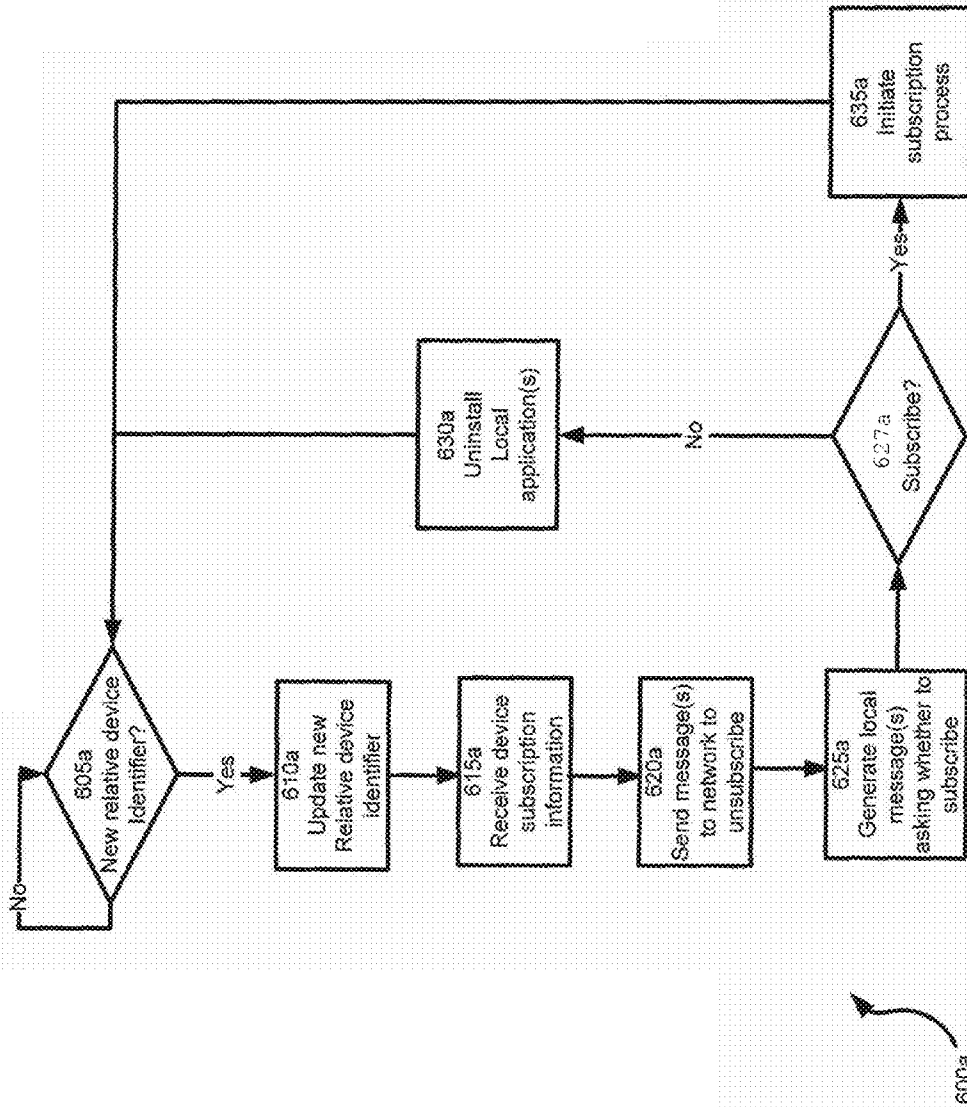 No
605a
New relative device
Identifier?
Yes
610a
Update new
Relative device
identifier
615a
Receive device
subscription
information
620a
Send message(s)
to network to
unsubscribe
625a
Generate local
message(s)
asking whether to
subscribe
627a
Subscribe?
No
630a
Uninstall
Local
application(s)
Yes
635a
Initiate
subscription
process
600a